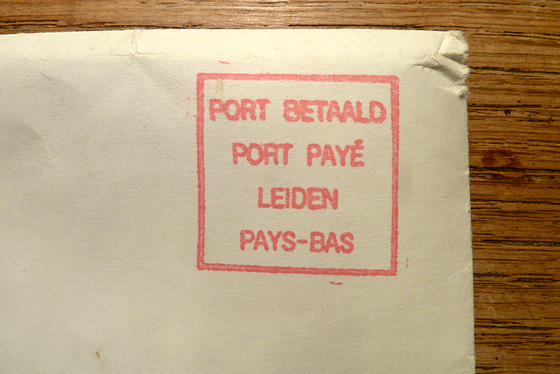 PORT BETAALD
PORT PAYÉ
LEIDEN
PAYS-BAS